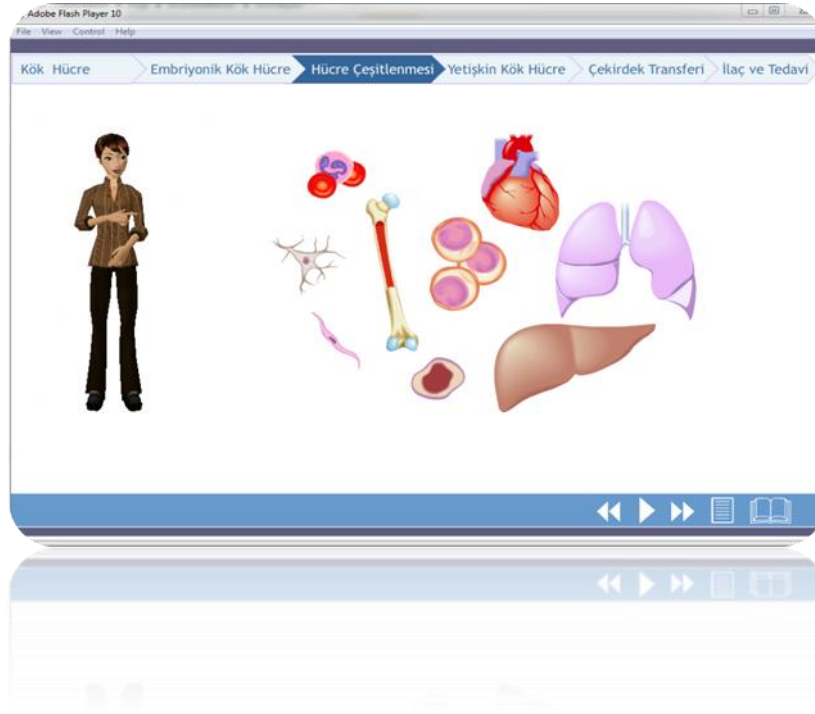 Adobe Flash Player 10
File View Control Help
Kök Hücre Embriyonik Kök Hücre Hücre Çeşitlenmesi Yetişkin Kök Hücre Çekirdek Transferi İlaç ve Tedavi